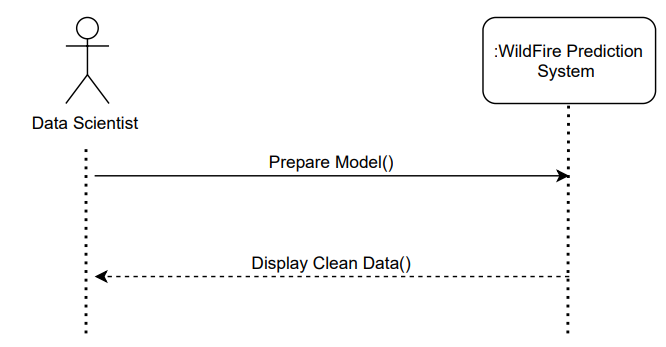 :WildFire Prediction
System
Data Scientist
Prepare Model()
Display Clean Data()